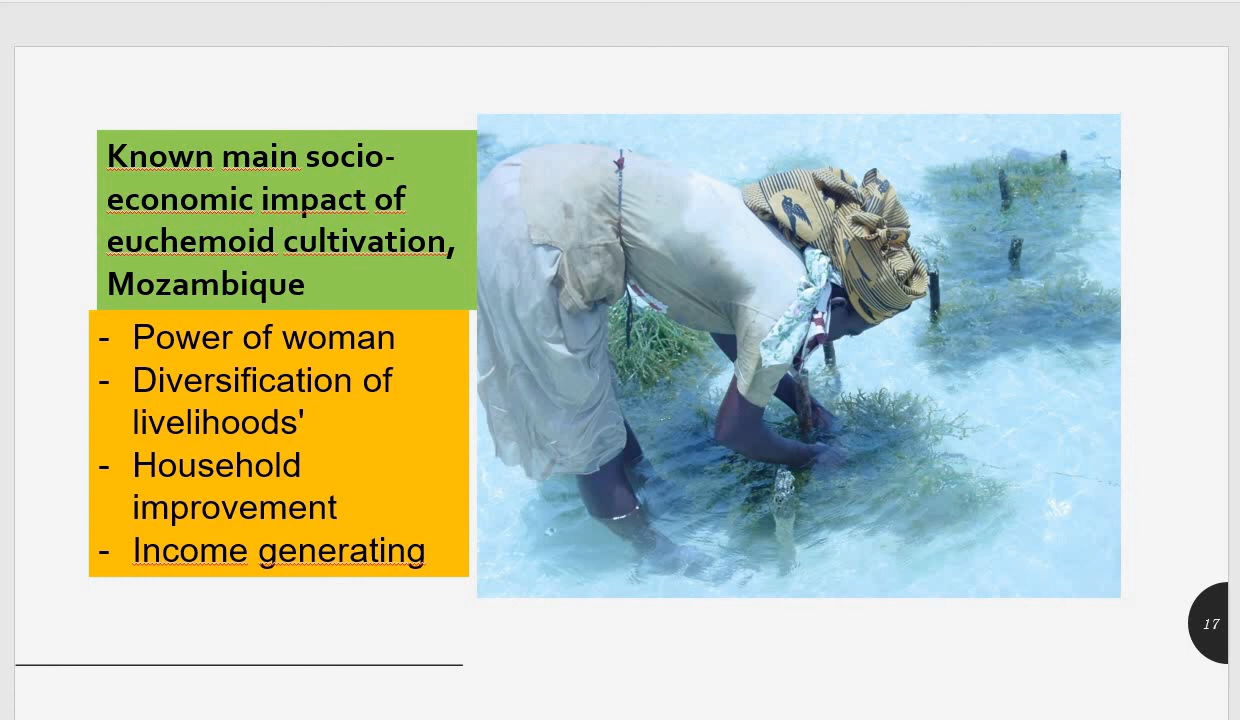 Known main socio-
economic impact of
euchemoid cultivation,
Mozambique
- Power of woman
- Diversification of
livelihoods'
- Household
improvement
- Income generating
17